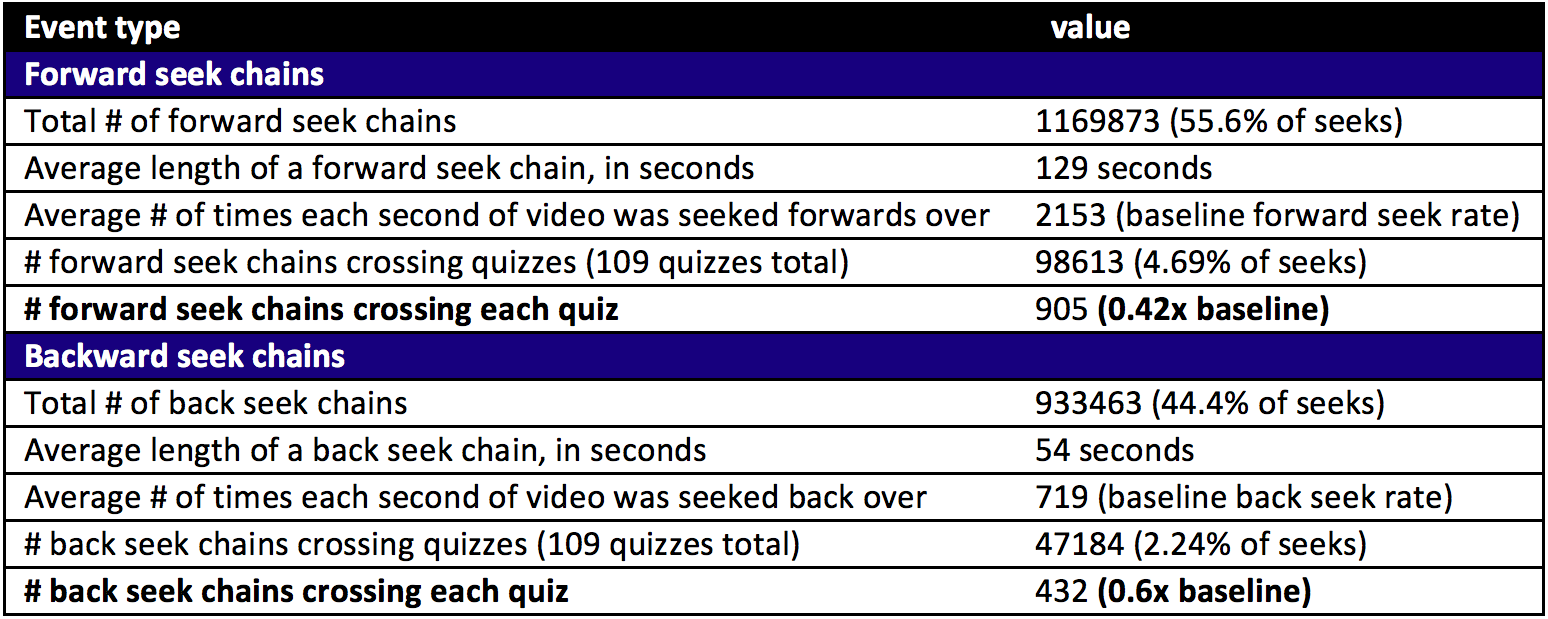 Event type value
Forward seek chains
Total # of forward seek chains 1169873 (55.6% of seeks)
Average length of a forward seek chain, in seconds 129 seconds
Average # of times each second of video was seeked forwards over 2153 (baseline forward seek rate)
# forward seek chains crossing quizzes (109 quizzes total) 98613 (4.69% of seeks)
# forward seek chains crossing each quiz 905 (0.42x baseline)
Backward seek chains
Total # of back seek chains 933463 (44.4% of seeks)
Average length of a back seek chain, in seconds 54 seconds
Average # of times each second of video was seeked back over 719 (baseline back seek rate)
# back seek chains crossing quizzes (109 quizzes total) 47184 (2.24% of seeks)
# back seek chains crossing each quiz 432 (0.6x baseline)